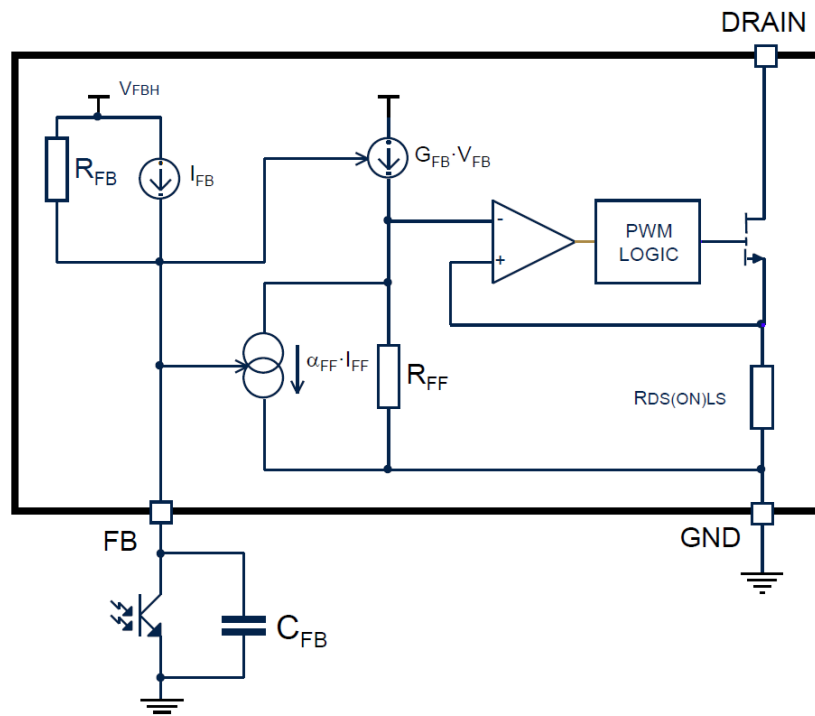 DRAIN
VFBH
RFB
IFB
GFB·VFB
-
+
PWM
LOGIC
αFF·IFF
RFF
RDS(ON)LS
FB
GND
CFB